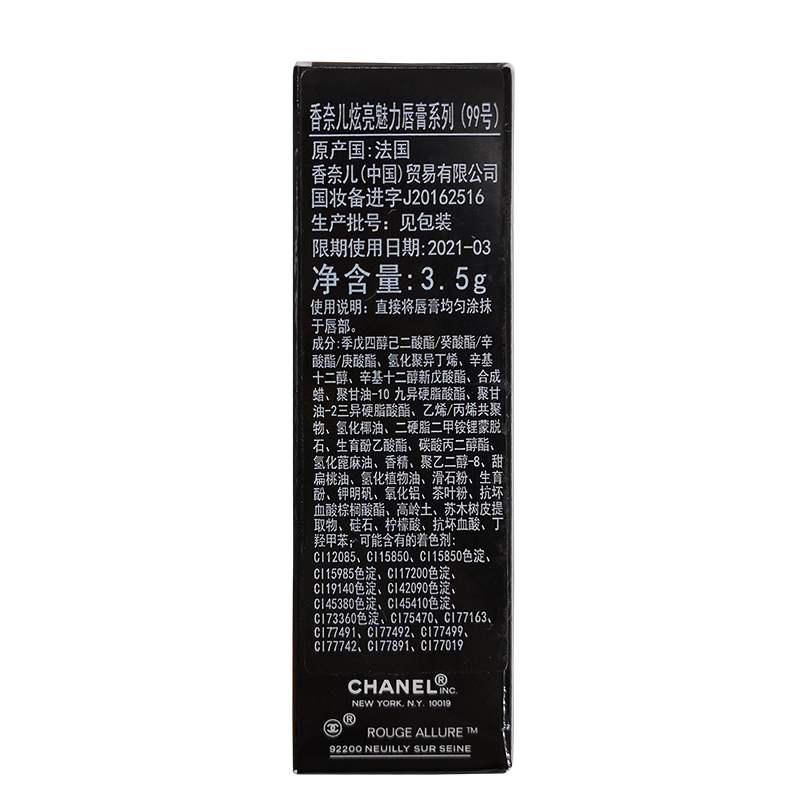 香奈儿炫亮魅力唇膏系列（99号）
原产国:法国
香奈儿(中国)贸易有限公司
国妆备进字J20162516
生产批号: 见包装
限期使用日期:2021-03
净含量:3.5g
使用说明: 直接将唇膏均匀涂抹
于唇部。
成分:季戊四醇己二酸酯/癸酸酯/辛
酸酯/庚酸酯、氢化聚异丁烯、辛基
十二醇、辛基十二醇新戊酸酯、合成
蜡、聚甘油-10 九异硬脂酸酯、聚甘
油-2三异硬脂酸酯、乙烯/丙烯共聚
物、氢化椰油、二硬脂二甲铵锂蒙脱
石、生育酚乙酸酯、碳酸丙二醇酯、
氢化蓖麻油、香精、聚乙二醇-8、甜
扁桃油、氢化植物油、滑石粉、生育
酚、钾明矾、氧化铝、茶叶粉、抗坏
血酸棕榈酸酯、高岭土、苏木树皮提
取物、硅石、柠檬酸、抗坏血酸、丁
羟甲苯; 可能含有的着色剂:
CI12085、CI15850、CI15850色淀、
CI15985色淀、CI17200色淀、
CI19140色淀、CI42090色淀、
CI45380色淀、CI45410色淀、
CI73360色淀、CI75470、CI77163、
CI77491、CI77492、CI77499、
CI77742、CI77891、CI77019
CHANEL® INC.
NEW YORK, N.Y. 10019
® ROUGE ALLURE™
92200 NEUILLY SUR SEINE